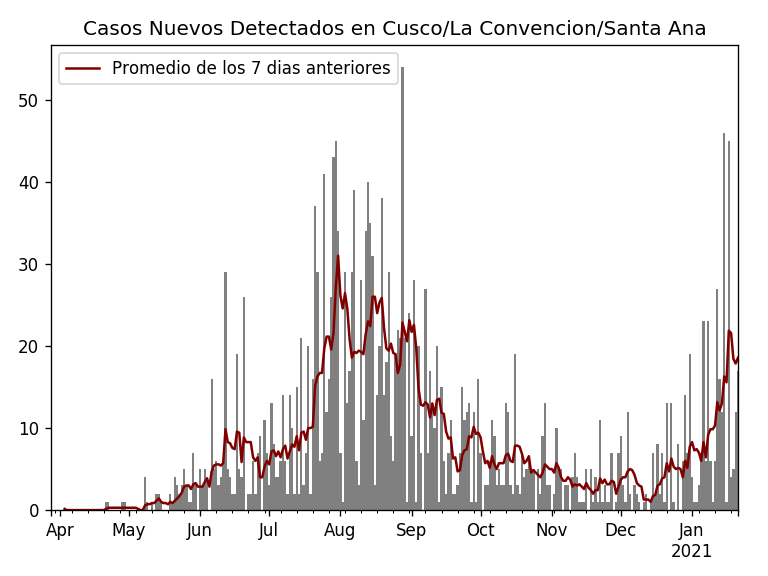 Casos Nuevos Detectados en Cusco/La Convencion/Santa Ana
Promedio de los 7 dias anteriores
50
40
30
20
10
0
Apr May Jun Jul Aug Sep Oct Nov Dec Jan
2021